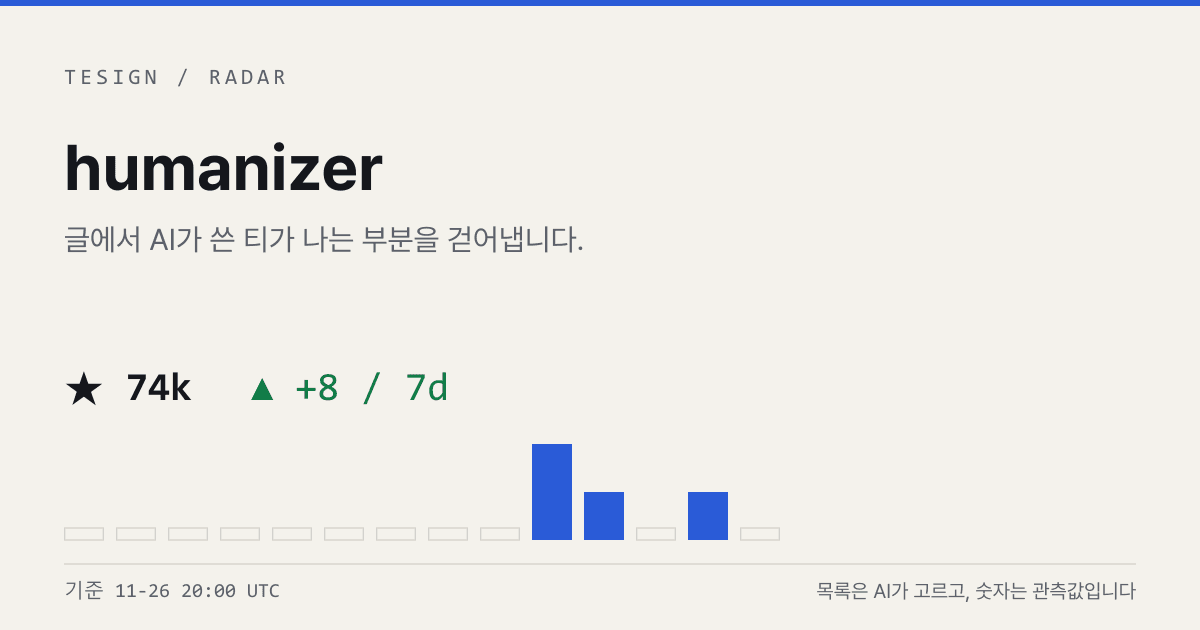 TESIGN / RADAR
humanizer
글에서 AI가 쓴 티가 나는 부분을 걷어냅니다.
★ 74k ▲ +8 / 7d
기준 11-26 20:00 UTC
목록은 AI가 고르고, 숫자는 관측값입니다